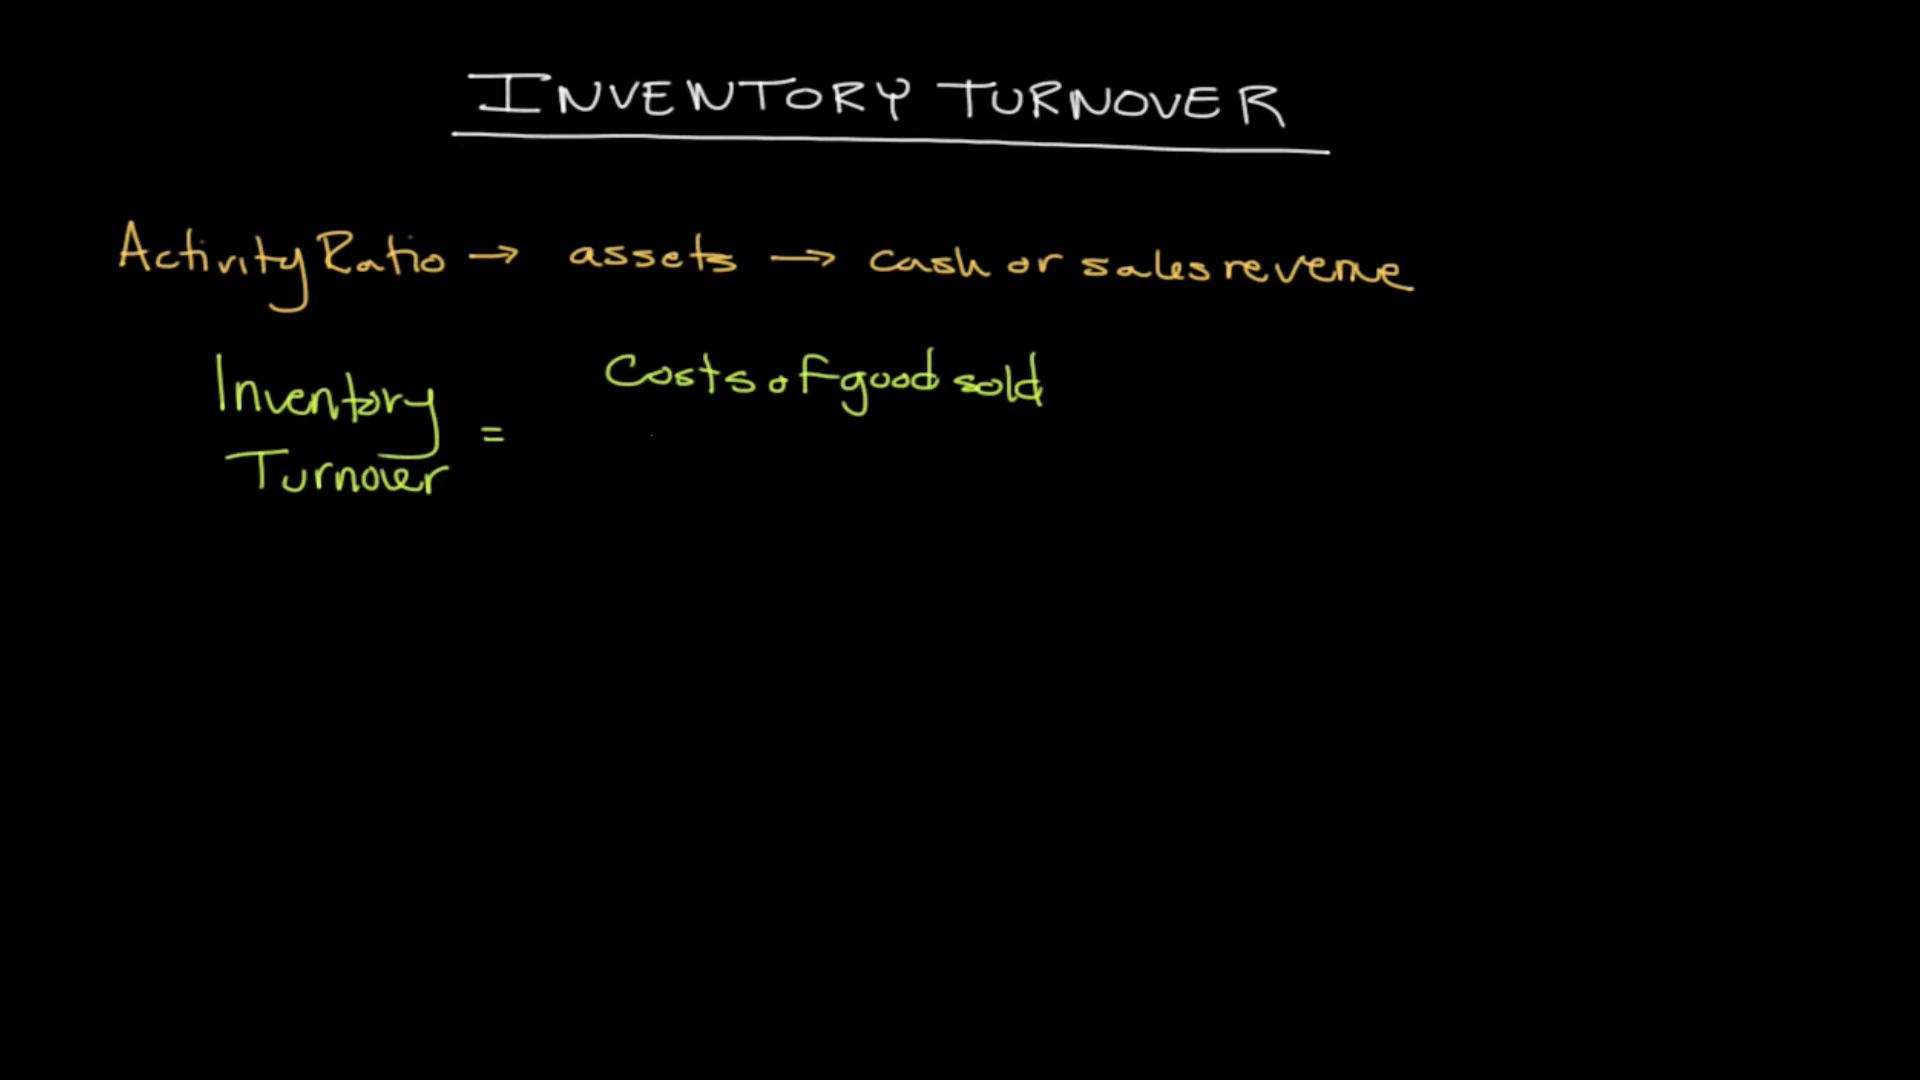 INVENTORY TURNOVER
Activity Ratio → assets → cash or sales revenue
Costs of good sold
Inventory
Turnover =